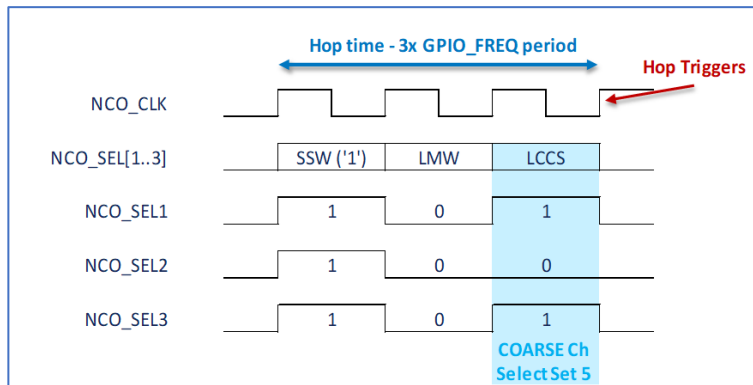 Hop time - 3x GPIO_FREQ period
Hop Triggers
NCO_CLK
NCO_SEL[1..3] SSW ('1') LMW LCCS
NCO_SEL1 1 0 1
NCO_SEL2 1 0 0
NCO_SEL3 1 0 1
COARSE Ch
Select Set 5